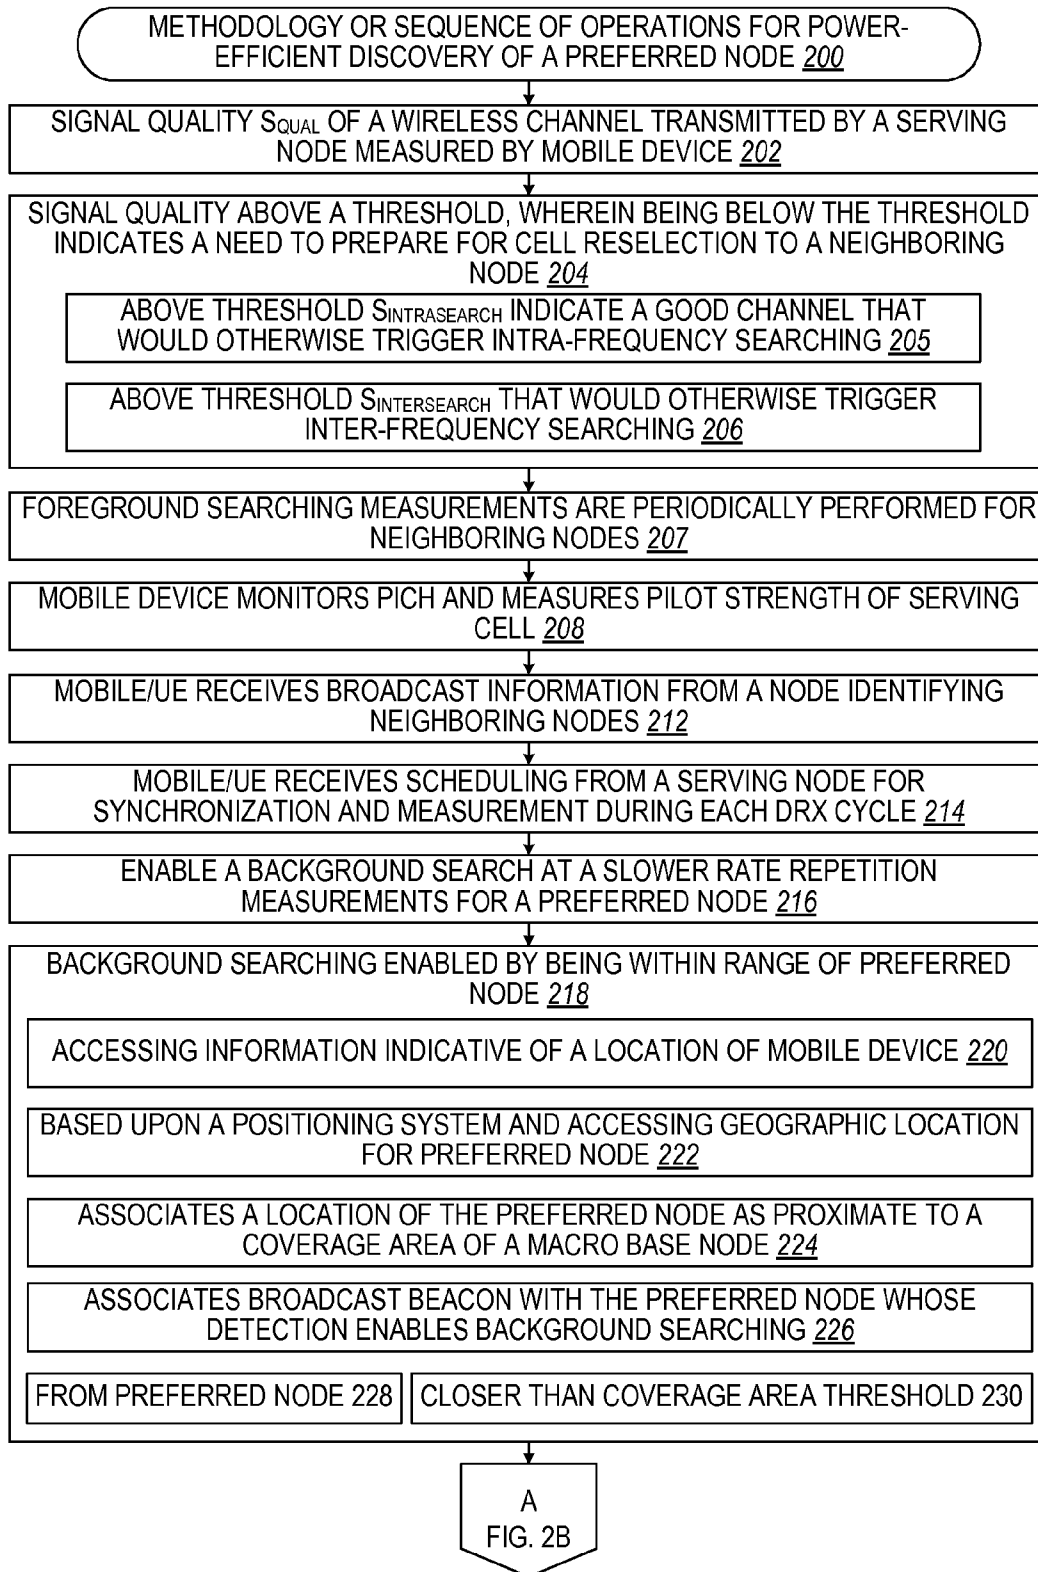 METHODOLOGY OR SEQUENCE OF OPERATIONS FOR POWER-
EFFICIENT DISCOVERY OF A PREFERRED NODE 200
SIGNAL QUALITY SQUAL OF A WIRELESS CHANNEL TRANSMITTED BY A SERVING
NODE MEASURED BY MOBILE DEVICE 202
SIGNAL QUALITY ABOVE A THRESHOLD, WHEREIN BEING BELOW THE THRESHOLD
INDICATES A NEED TO PREPARE FOR CELL RESELECTION TO A NEIGHBORING
NODE 204
ABOVE THRESHOLD SINTRASEARCH INDICATE A GOOD CHANNEL THAT
WOULD OTHERWISE TRIGGER INTRA-FREQUENCY SEARCHING 205
ABOVE THRESHOLD SINTERSEARCH THAT WOULD OTHERWISE TRIGGER
INTER-FREQUENCY SEARCHING 206
FOREGROUND SEARCHING MEASUREMENTS ARE PERIODICALLY PERFORMED FOR
NEIGHBORING NODES 207
MOBILE DEVICE MONITORS PICH AND MEASURES PILOT STRENGTH OF SERVING
CELL 208
MOBILE/UE RECEIVES BROADCAST INFORMATION FROM A NODE IDENTIFYING
NEIGHBORING NODES 212
MOBILE/UE RECEIVES SCHEDULING FROM A SERVING NODE FOR
SYNCHRONIZATION AND MEASUREMENT DURING EACH DRX CYCLE 214
ENABLE A BACKGROUND SEARCH AT A SLOWER RATE REPETITION
MEASUREMENTS FOR A PREFERRED NODE 216
BACKGROUND SEARCHING ENABLED BY BEING WITHIN RANGE OF PREFERRED
NODE 218
ACCESSING INFORMATION INDICATIVE OF A LOCATION OF MOBILE DEVICE 220
BASED UPON A POSITIONING SYSTEM AND ACCESSING GEOGRAPHIC LOCATION
FOR PREFERRED NODE 222
ASSOCIATES A LOCATION OF THE PREFERRED NODE AS PROXIMATE TO A
COVERAGE AREA OF A MACRO BASE NODE 224
ASSOCIATES BROADCAST BEACON WITH THE PREFERRED NODE WHOSE
DETECTION ENABLES BACKGROUND SEARCHING 226
FROM PREFERRED NODE 228
CLOSER THAN COVERAGE AREA THRESHOLD 230
A
FIG. 2B